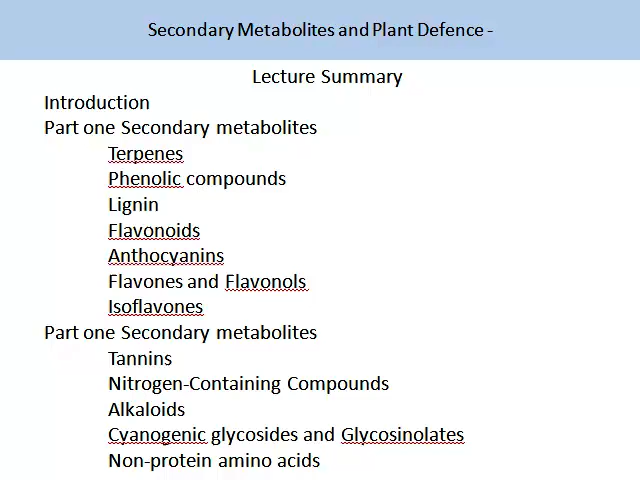 Secondary Metabolites and Plant Defence -
Lecture Summary
Introduction
Part one Secondary metabolites
Terpenes
Phenolic compounds
Lignin
Flavonoids
Anthocyanins
Flavones and Flavonols
Isoflavones
Part one Secondary metabolites
Tannins
Nitrogen-Containing Compounds
Alkaloids
Cyanogenic glycosides and Glycosinolates
Non-protein amino acids